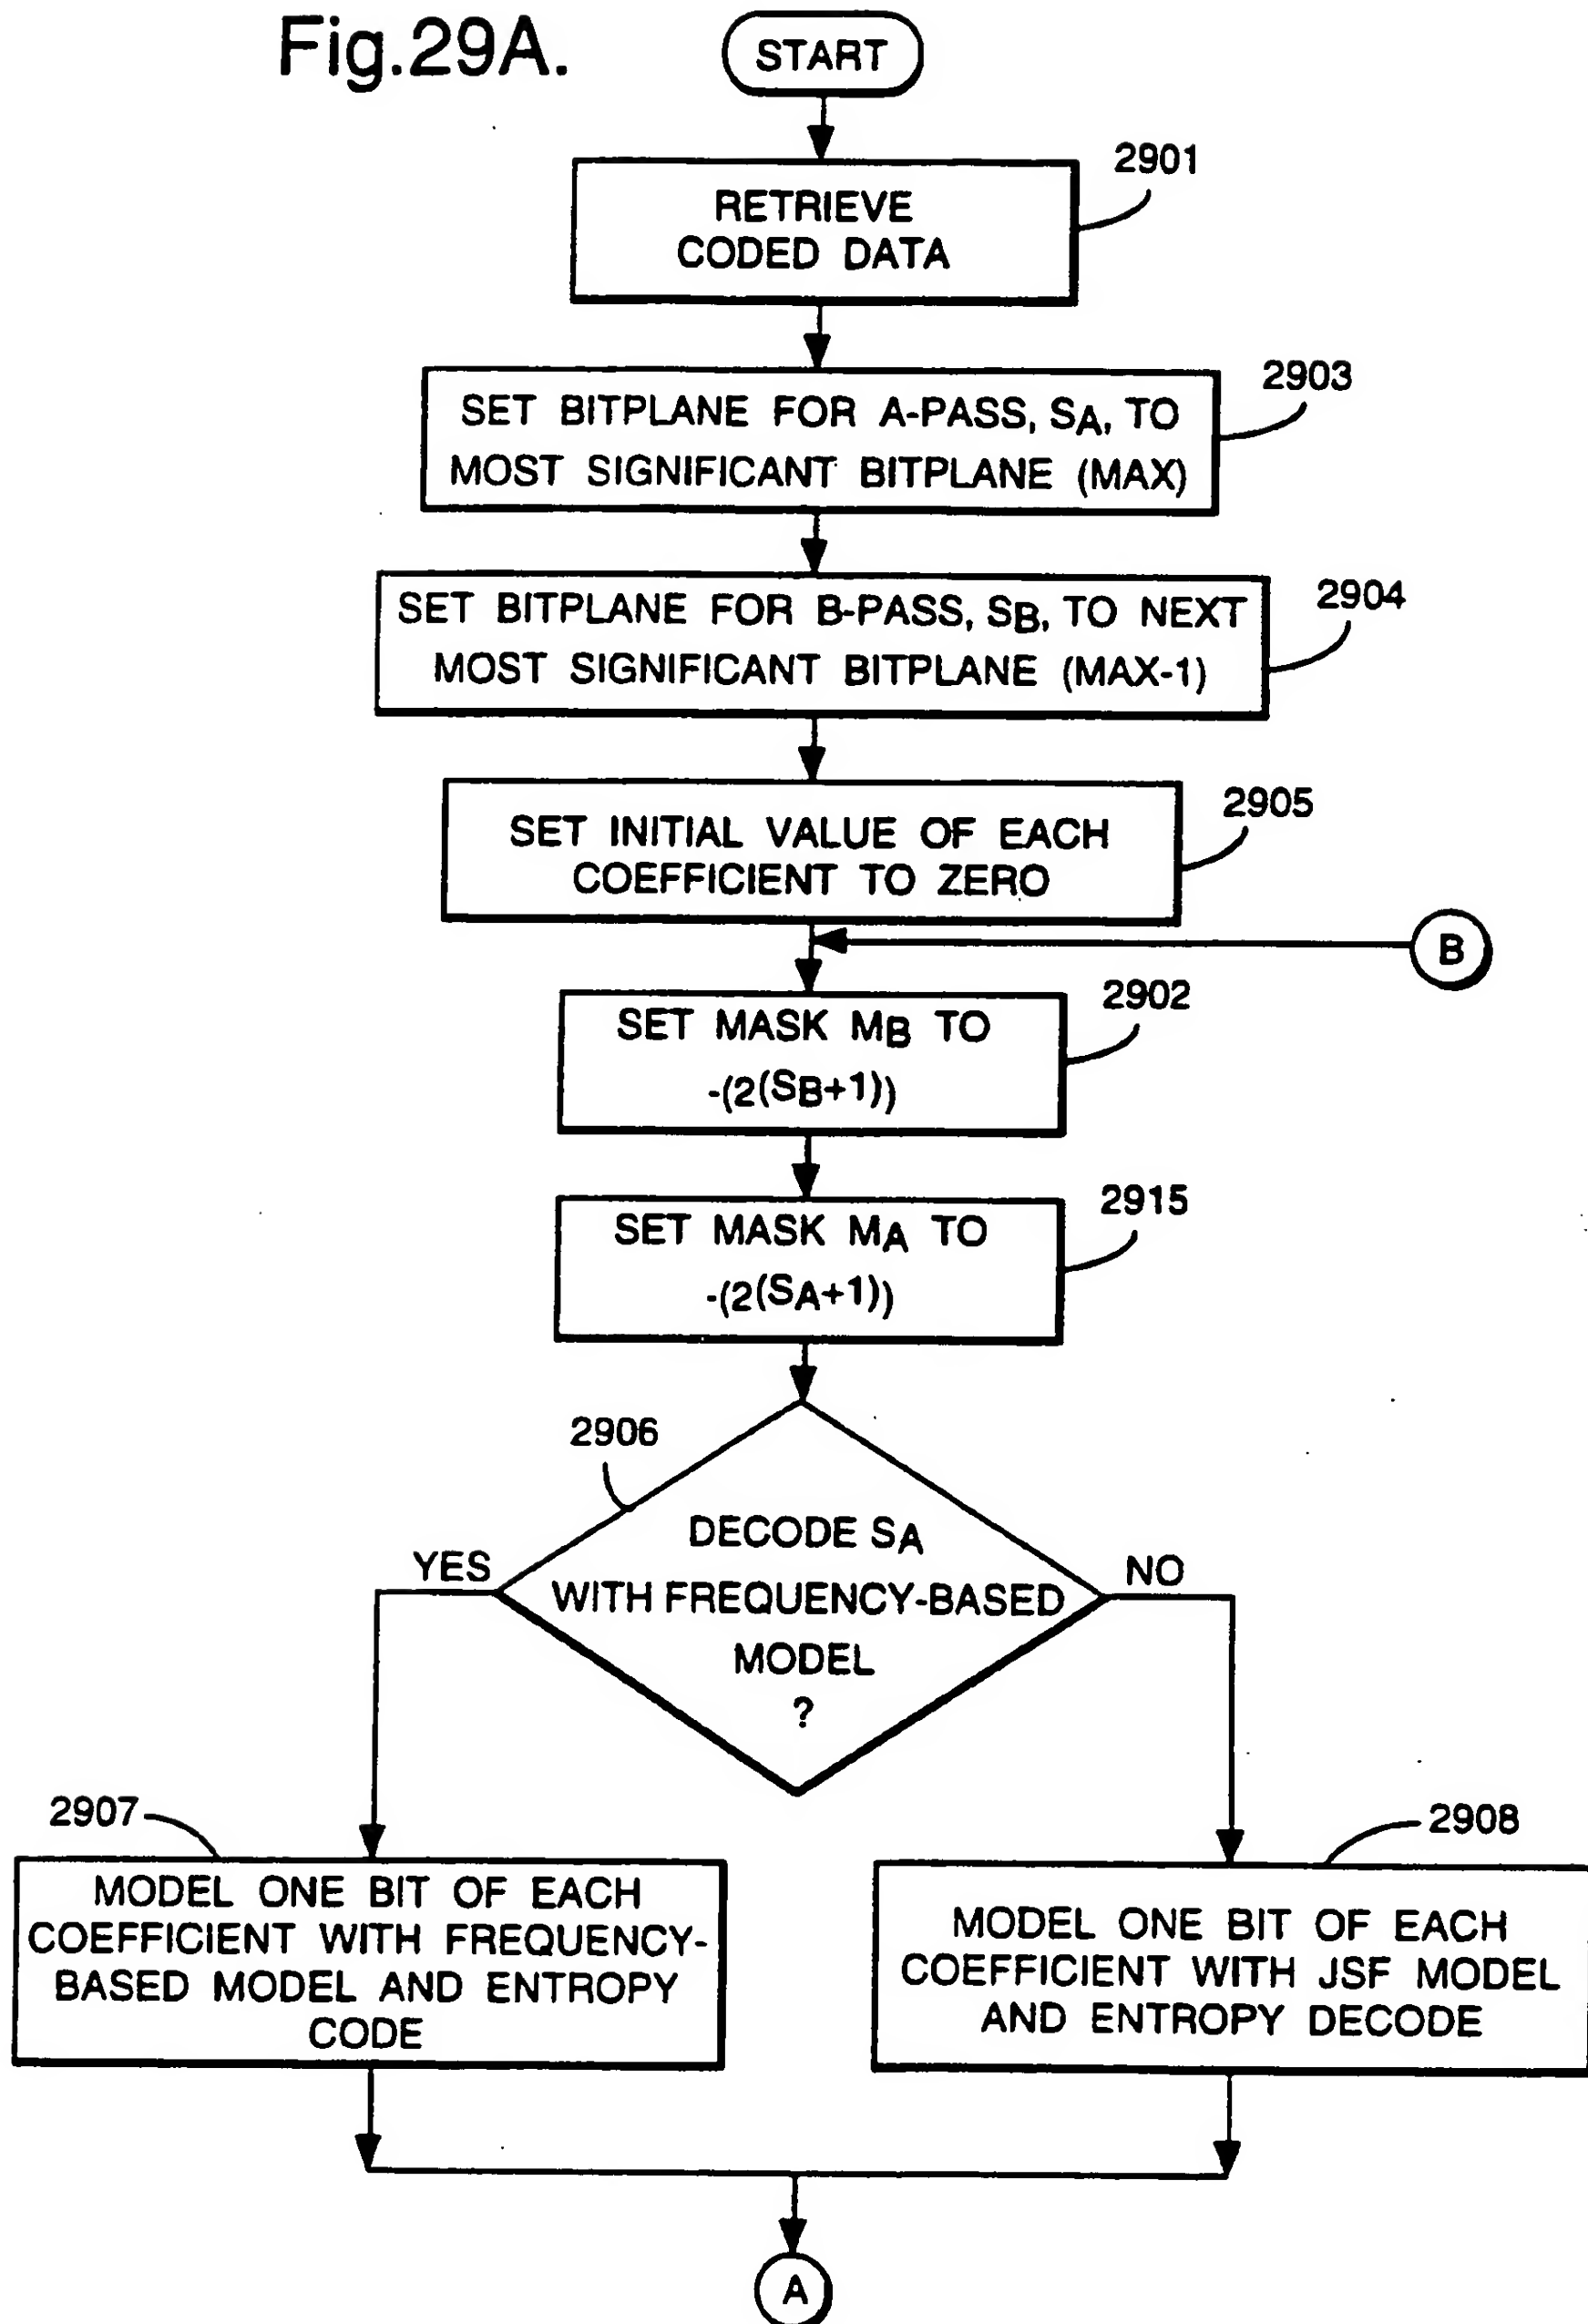 Fig.29A.
START
2901
RETRIEVE
CODED DATA
2903
SET BITPLANE FOR A-PASS, SA, TO
MOST SIGNIFICANT BITPLANE (MAX)
2904
SET BITPLANE FOR B-PASS, SB, TO NEXT
MOST SIGNIFICANT BITPLANE (MAX-1)
2905
SET INITIAL VALUE OF EACH
COEFFICIENT TO ZERO
B
2902
SET MASK MB TO
-(2(SB+1))
2915
SET MASK MA TO
-(2(SA+1))
2906
DECODE SA
WITH FREQUENCY-BASED
MODEL
?
YES
NO
2907
MODEL ONE BIT OF EACH
COEFFICIENT WITH FREQUENCY-
BASED MODEL AND ENTROPY
CODE
2908
MODEL ONE BIT OF EACH
COEFFICIENT WITH JSF MODEL
AND ENTROPY DECODE
A